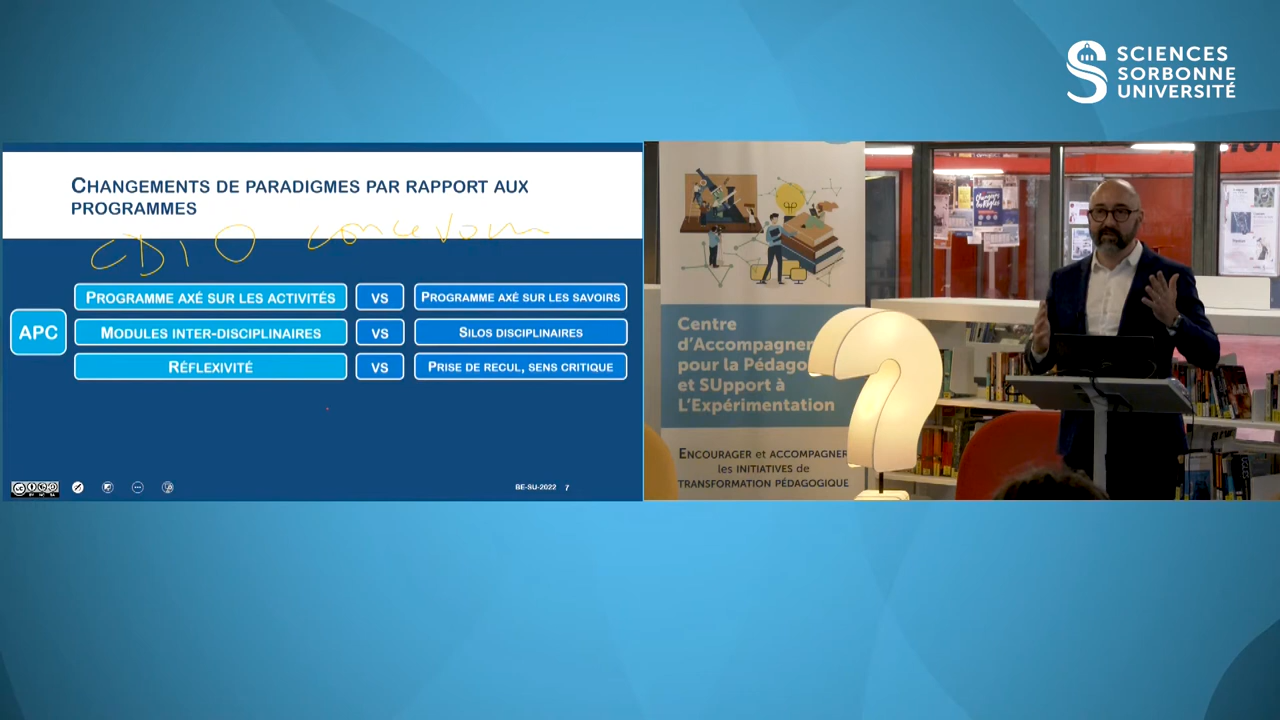 SCIENCES
SORBONNE
UNIVERSITÉ
CHANGEMENTS DE PARADIGMES PAR RAPPORT AUX
PROGRAMMES
CDIO concevoir
APC
PROGRAMME AXÉ SUR LES ACTIVITÉS VS PROGRAMME AXÉ SUR LES SAVOIRS
MODULES INTER-DISCIPLINAIRES VS SILOS DISCIPLINAIRES
RÉFLEXIVITÉ VS PRISE DE RECUL, SENS CRITIQUE
BE-SU-2022 7
Centre
d'Accompagnem
pour la Pédago
et SUpport à
L'Expérimentation
ENCOURAGER et ACCOMPAGNER
les INITIATIVES de
TRANSFORMATION PÉDAGOGIQUE